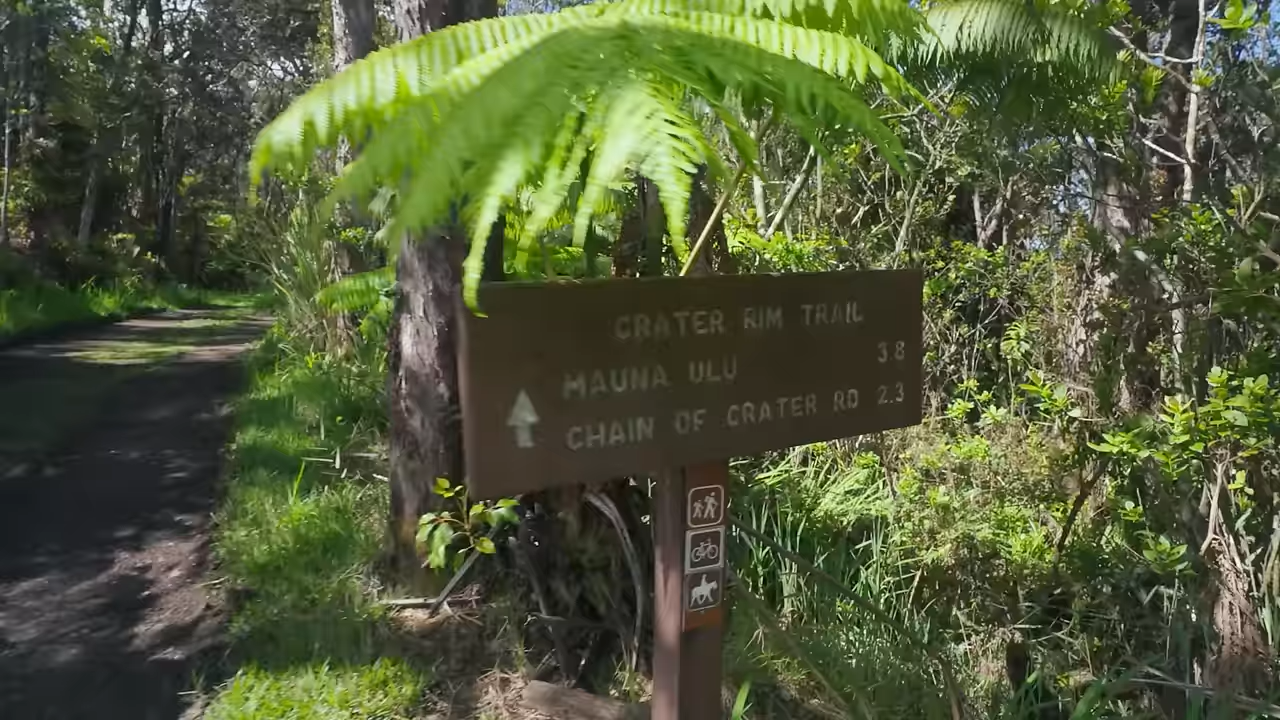 CRATER RIM TRAIL
MAUNA ULU 3.8
CHAIN OF CRATER RD 2.3